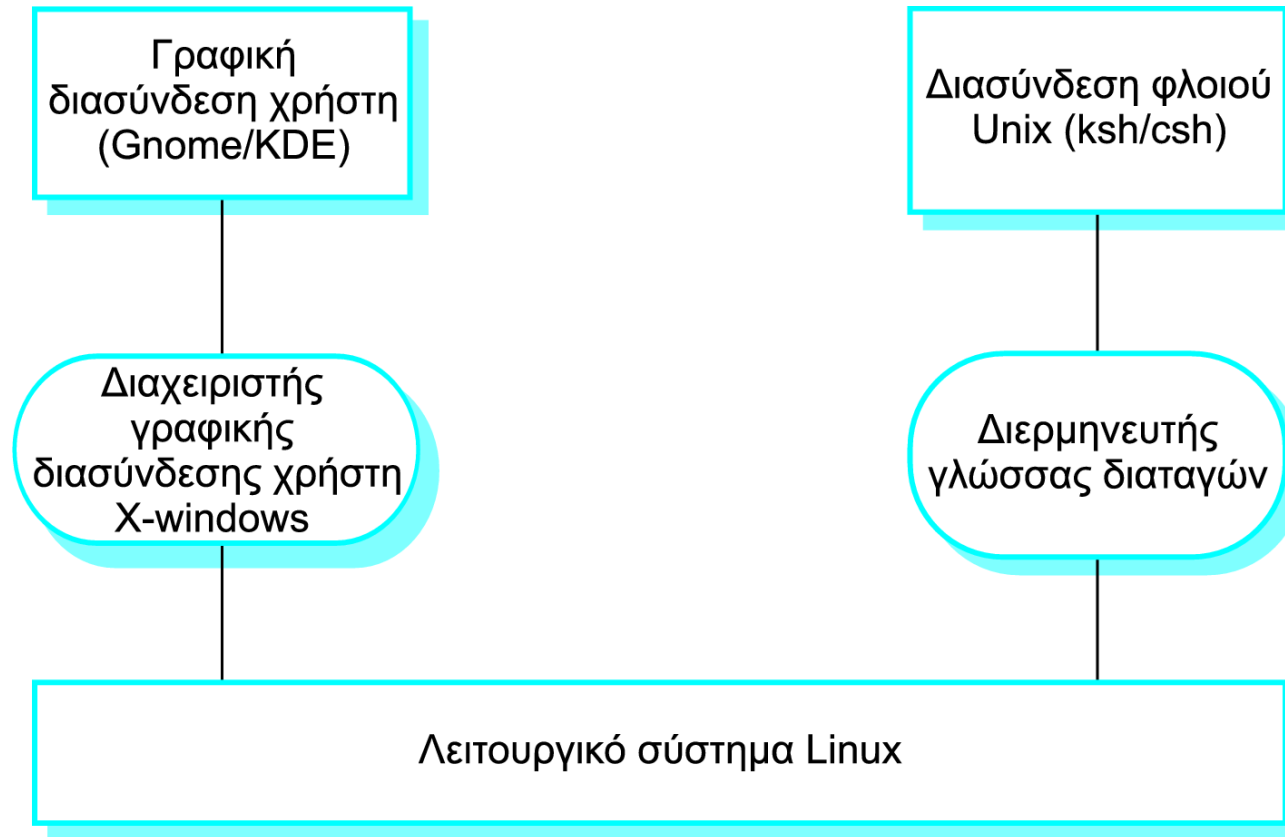 Γραφική
διασύνδεση χρήστη
(Gnome/KDE)
Διασύνδεση φλοιού
Unix (ksh/csh)
Διαχειριστής
γραφικής
διασύνδεσης χρήστη
X-windows
Διερμηνευτής
γλώσσας διαταγών
Λειτουργικό σύστημα Linux